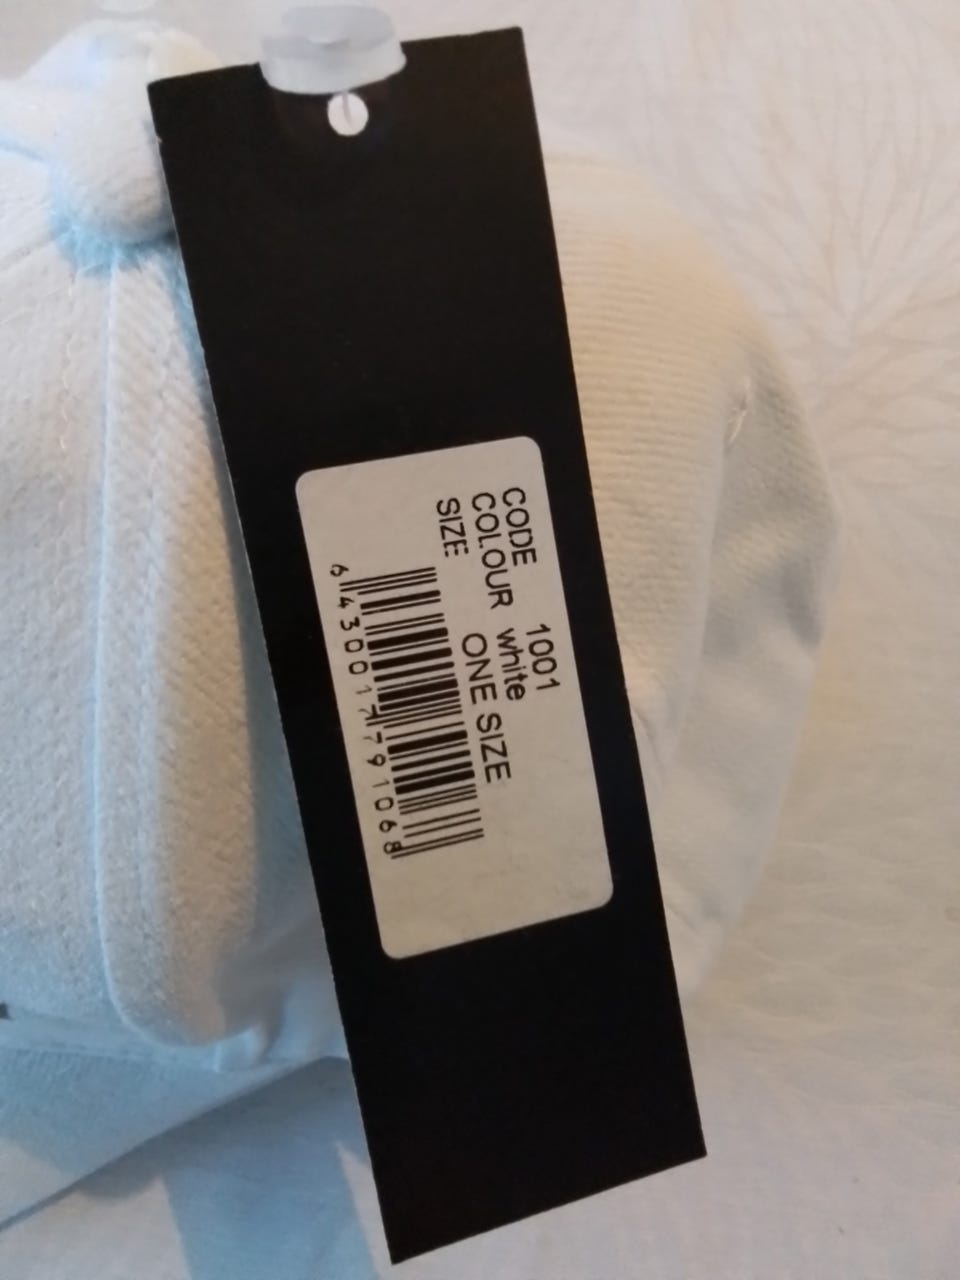 CODE 1001
COLOUR white
SIZE ONE SIZE
6430017791068